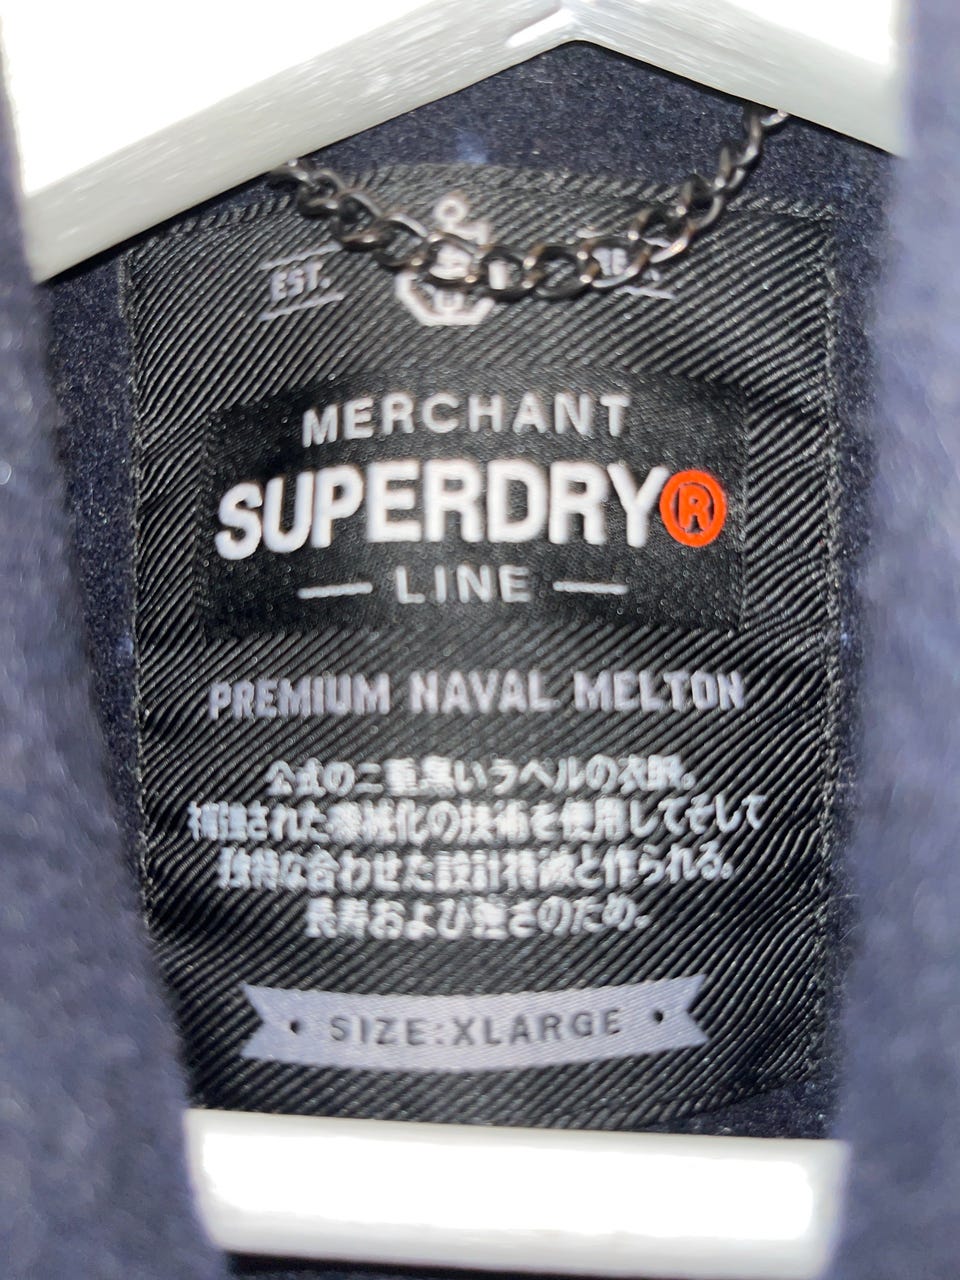 EST.
MERCHANT
SUPERDRY®
LINE
PREMIUM NAVAL MELTON
公式の二重黒いラベルの衣服。
補強された機械化の技術を使用してそして
独特な合わせた設計特徴と作られる。
長寿および強さのため。
SIZE:XLARGE